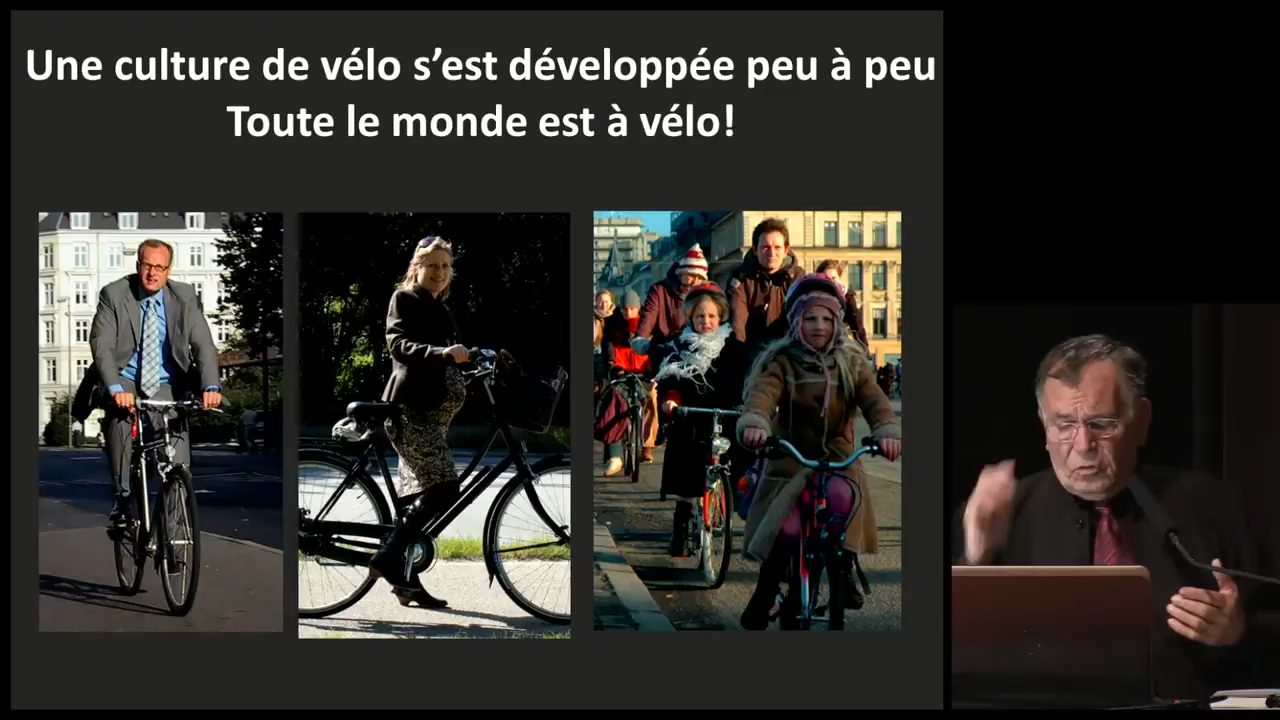 Une culture de vélo s’est développée peu à peu
Toute le monde est à vélo!